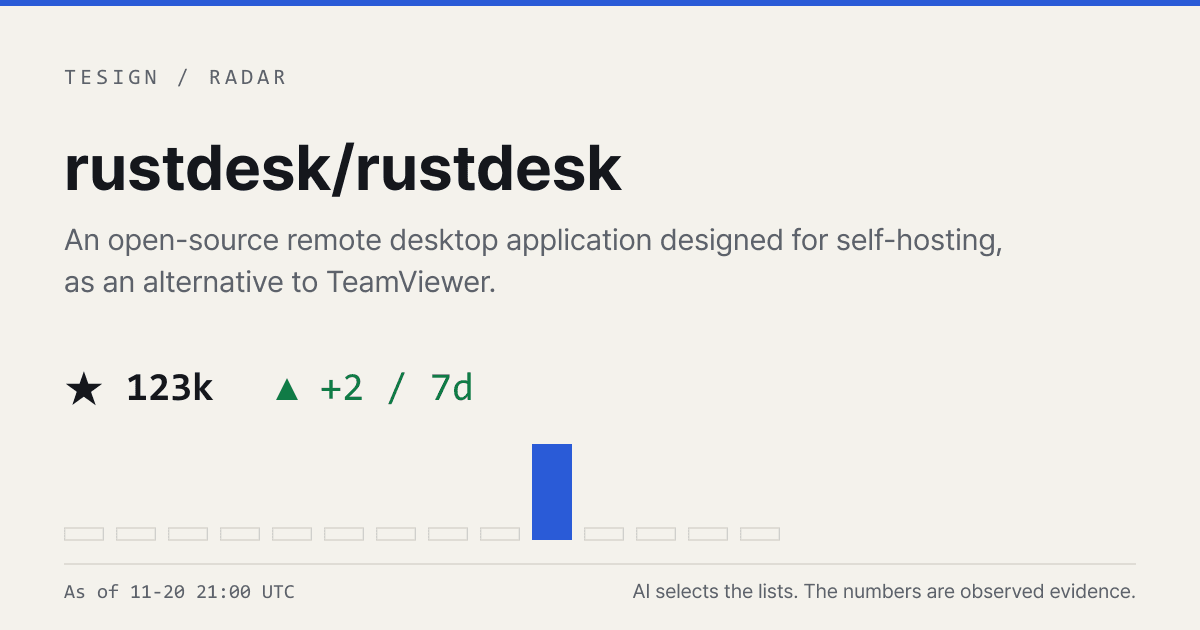 TESIGN / RADAR
rustdesk/rustdesk
An open-source remote desktop application designed for self-hosting,
as an alternative to TeamViewer.
★ 123k ▲ +2 / 7d
As of 11-20 21:00 UTC
AI selects the lists. The numbers are observed evidence.